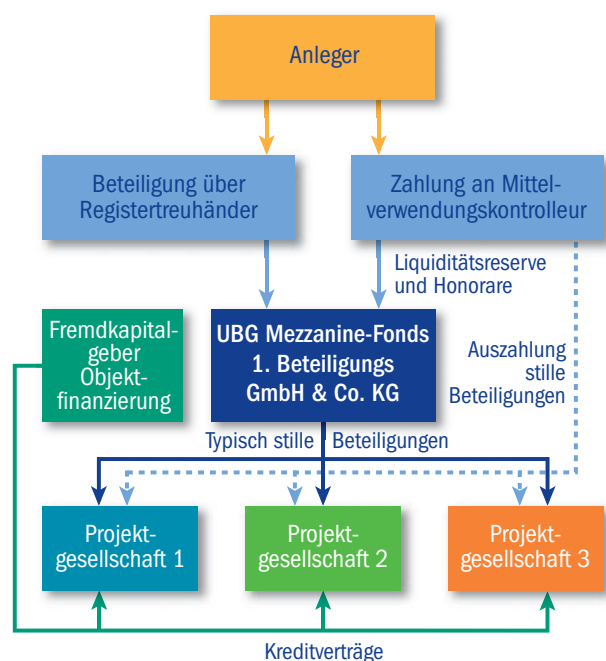 Anleger
Beteiligung über
Registertreuhänder
Zahlung an Mittel-
verwendungskontrolleur
Liquiditätsreserve
und Honorare
Fremdkapital-
geber
Objekt-
finanzierung
UBG Mezzanine-Fonds
1. Beteiligungs
GmbH & Co. KG
Auszahlung
stille
Beteiligungen
Typisch stille Beteiligungen
Projekt-
gesellschaft 1
Projekt-
gesellschaft 2
Projekt-
gesellschaft 3
Kreditverträge